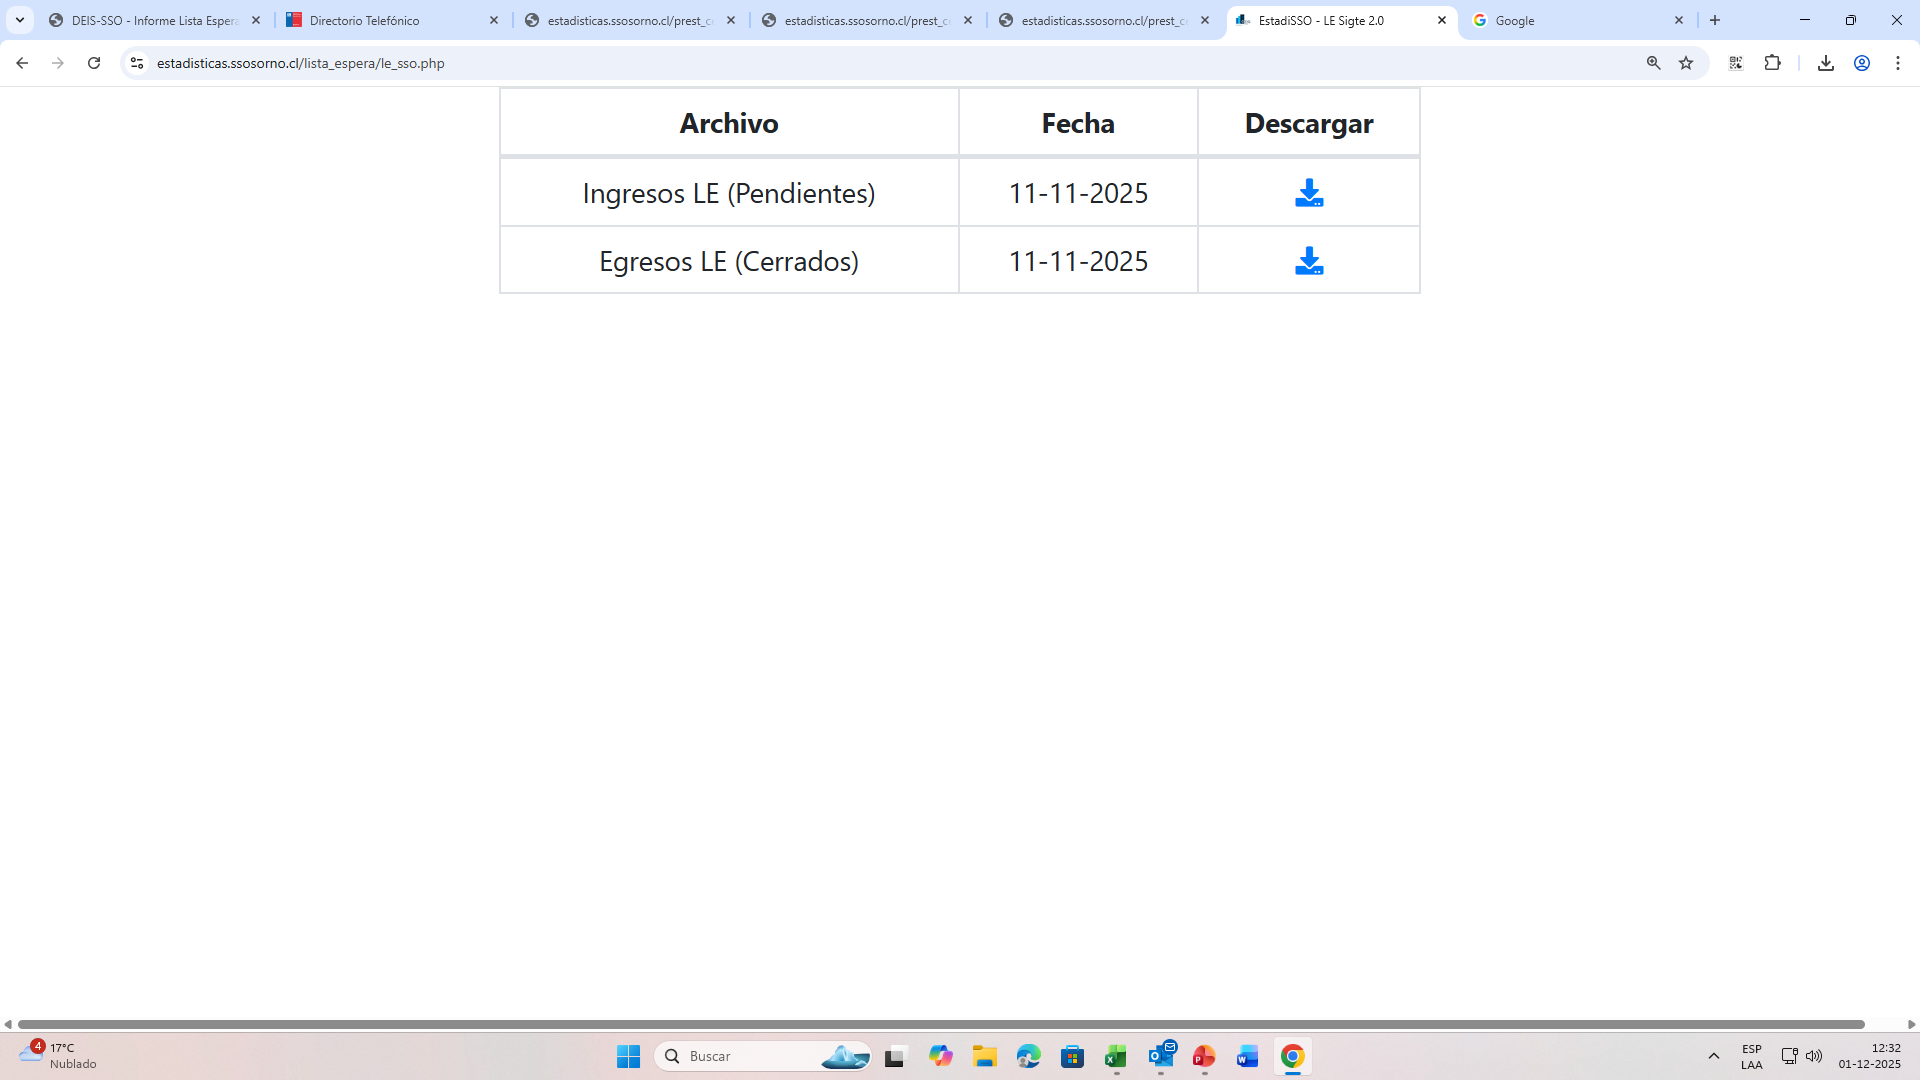 DEIS-SSO - Informe Lista Espera
Directorio Telefónico
estadisticas.ssosorno.cl/prest_c
estadisticas.ssosorno.cl/prest_c
estadisticas.ssosorno.cl/prest_c
EstadiSSO - LE Sigte 2.0
Google
estadisticas.ssosorno.cl/lista_espera/le_sso.php
Archivo Fecha Descargar
Ingresos LE (Pendientes) 11-11-2025
Egresos LE (Cerrados) 11-11-2025
4
17°C
Nublado
Buscar
ESP
LAA
12:32
01-12-2025